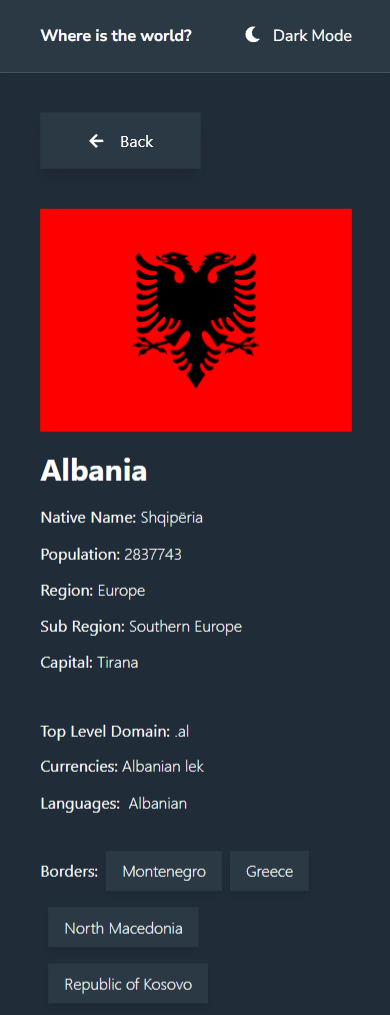 Where is the world? Dark Mode
Back
Albania
Native Name: Shqipëria
Population: 2837743
Region: Europe
Sub Region: Southern Europe
Capital: Tirana
Top Level Domain: .al
Currencies: Albanian lek
Languages: Albanian
Borders: Montenegro Greece
North Macedonia
Republic of Kosovo